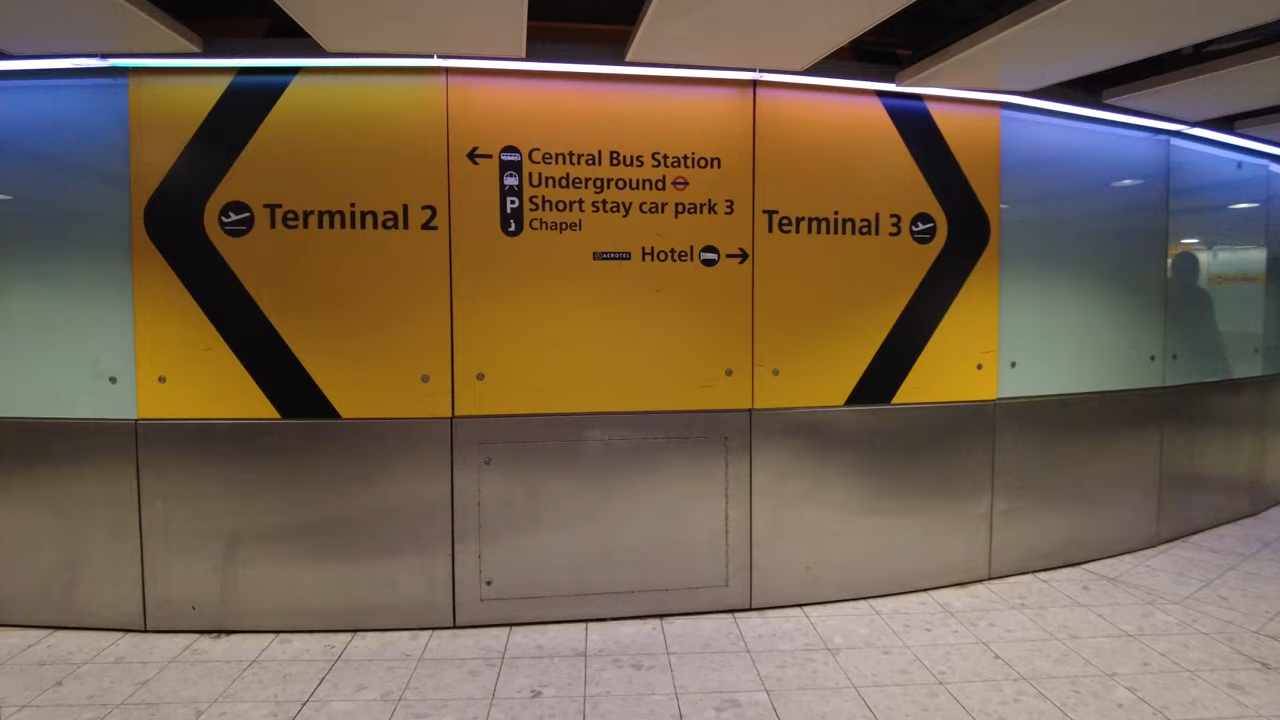 Terminal 2
Central Bus Station
Underground
P Short stay car park 3
Chapel
AEROTEL Hotel
Terminal 3